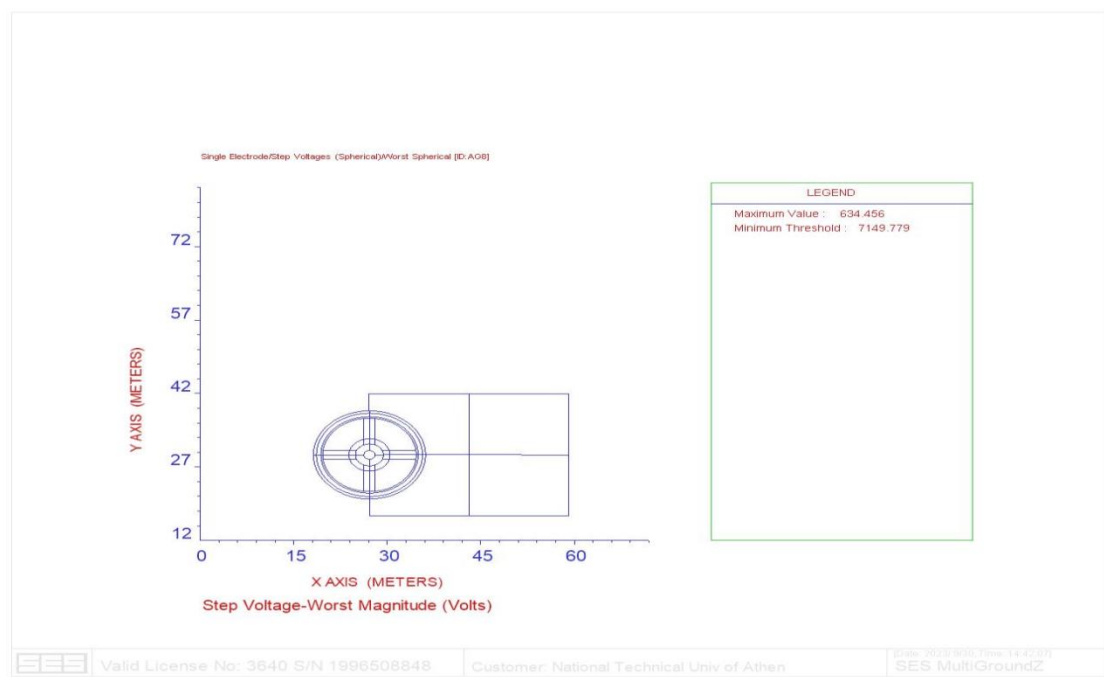 Single Electrode/Step Voltages (Spherical)/Worst Spherical [ID:AGB]
LEGEND
Maximum Value : 634.456
Minimum Threshold : 7149.779
72
57
42
27
12
Y AXIS (METERS)
0 15 30 45 60
X AXIS (METERS)
Step Voltage-Worst Magnitude (Volts)
SES Valid License No: 3640 S/N 1996508848
Customer: National Technical Univ of Athen
SES MultiGroundZ